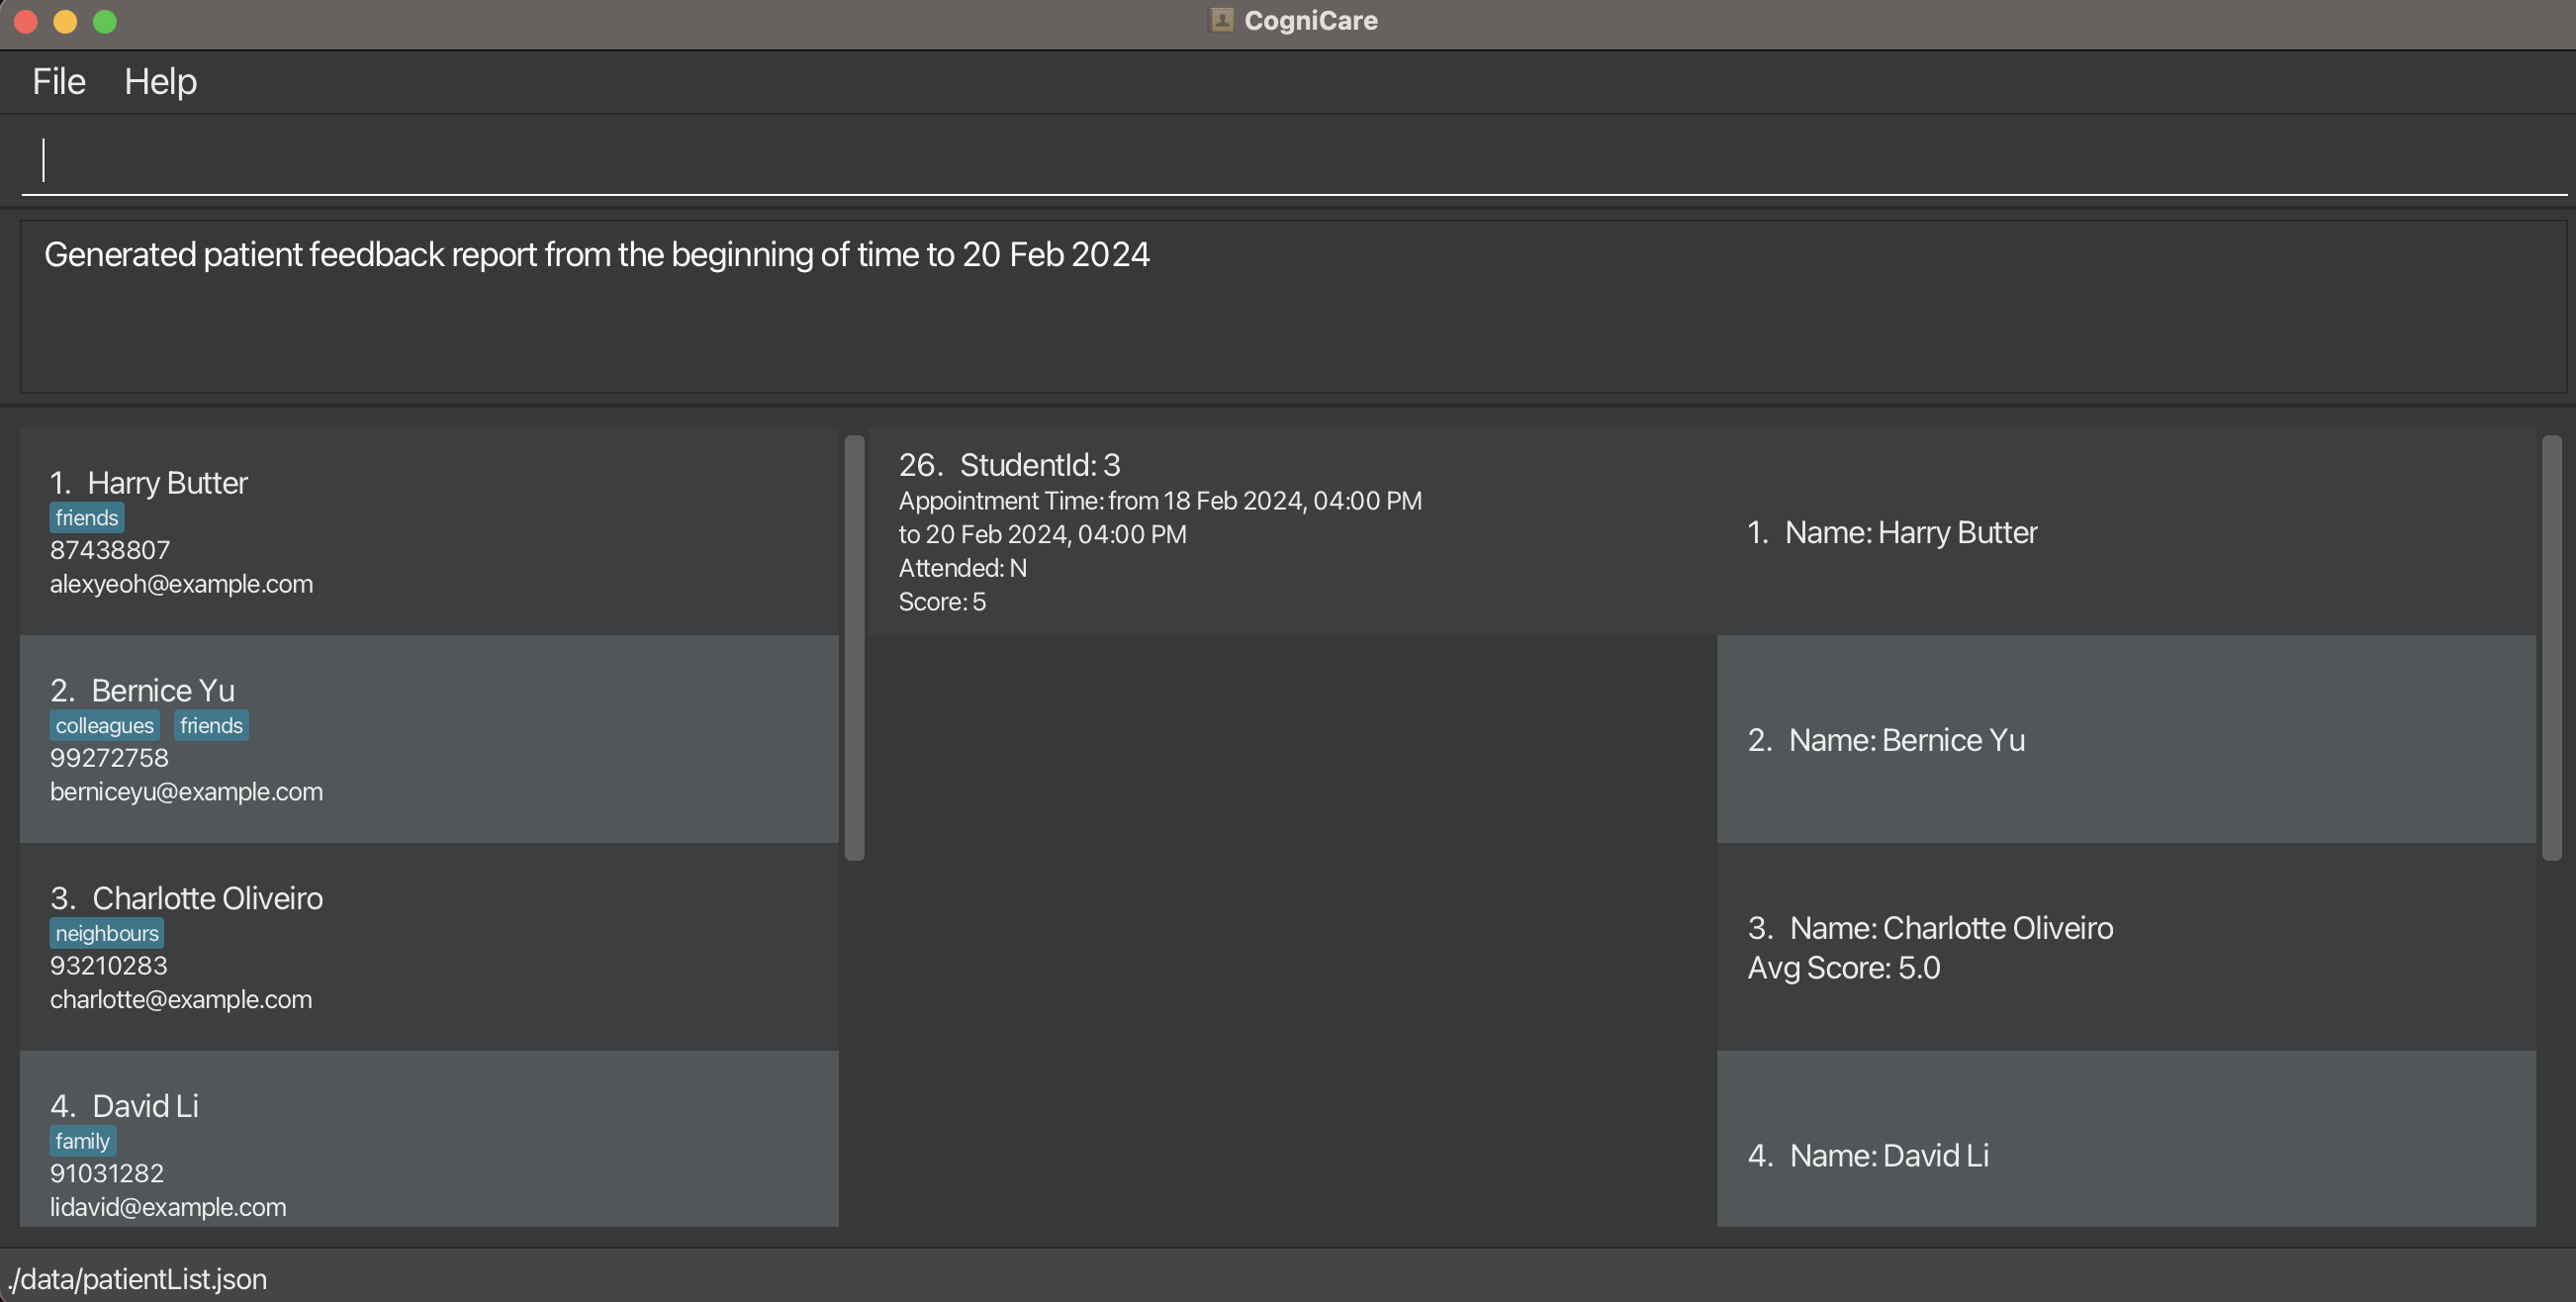 CogniCare
File Help
Generated patient feedback report from the beginning of time to 20 Feb 2024
1. Harry Butter
friends
87438807
alexyeoh@example.com
2. Bernice Yu
colleagues friends
99272758
berniceyu@example.com
3. Charlotte Oliveiro
neighbours
93210283
charlotte@example.com
4. David Li
family
91031282
lidavid@example.com
26. StudentId: 3
Appointment Time: from 18 Feb 2024, 04:00 PM
to 20 Feb 2024, 04:00 PM
Attended: N
Score: 5
1. Name: Harry Butter
2. Name: Bernice Yu
3. Name: Charlotte Oliveiro
Avg Score: 5.0
4. Name: David Li
./data/patientList.json